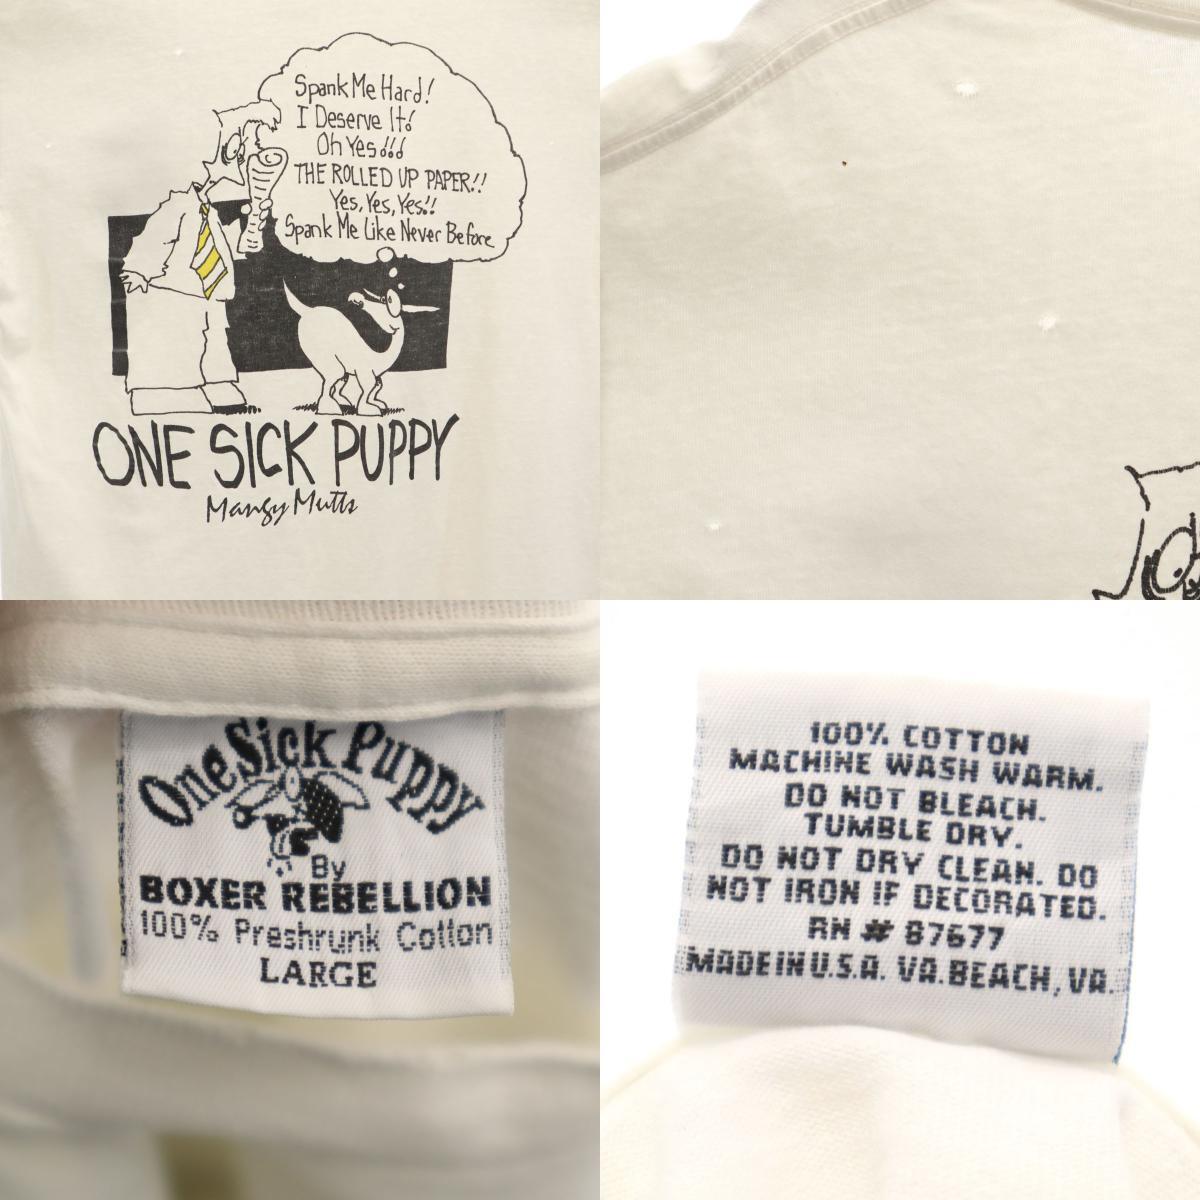 Spank Me Hard!
I Deserve It!
Oh Yes!!!
THE ROLLED UP PAPER!!
Yes, Yes, Yes!!
Spank Me Like Never Before
ONE SICK PUPPY
Mangy Mutts
One Sick Puppy
By
BOXER REBELLION
100% Preshrunk Cotton
LARGE
100% COTTON
MACHINE WASH WARM.
DO NOT BLEACH.
TUMBLE DRY.
DO NOT DRY CLEAN. DO
NOT IRON IF DECORATED.
RN # 87677
MADE IN U.S.A. VA. BEACH, VA.